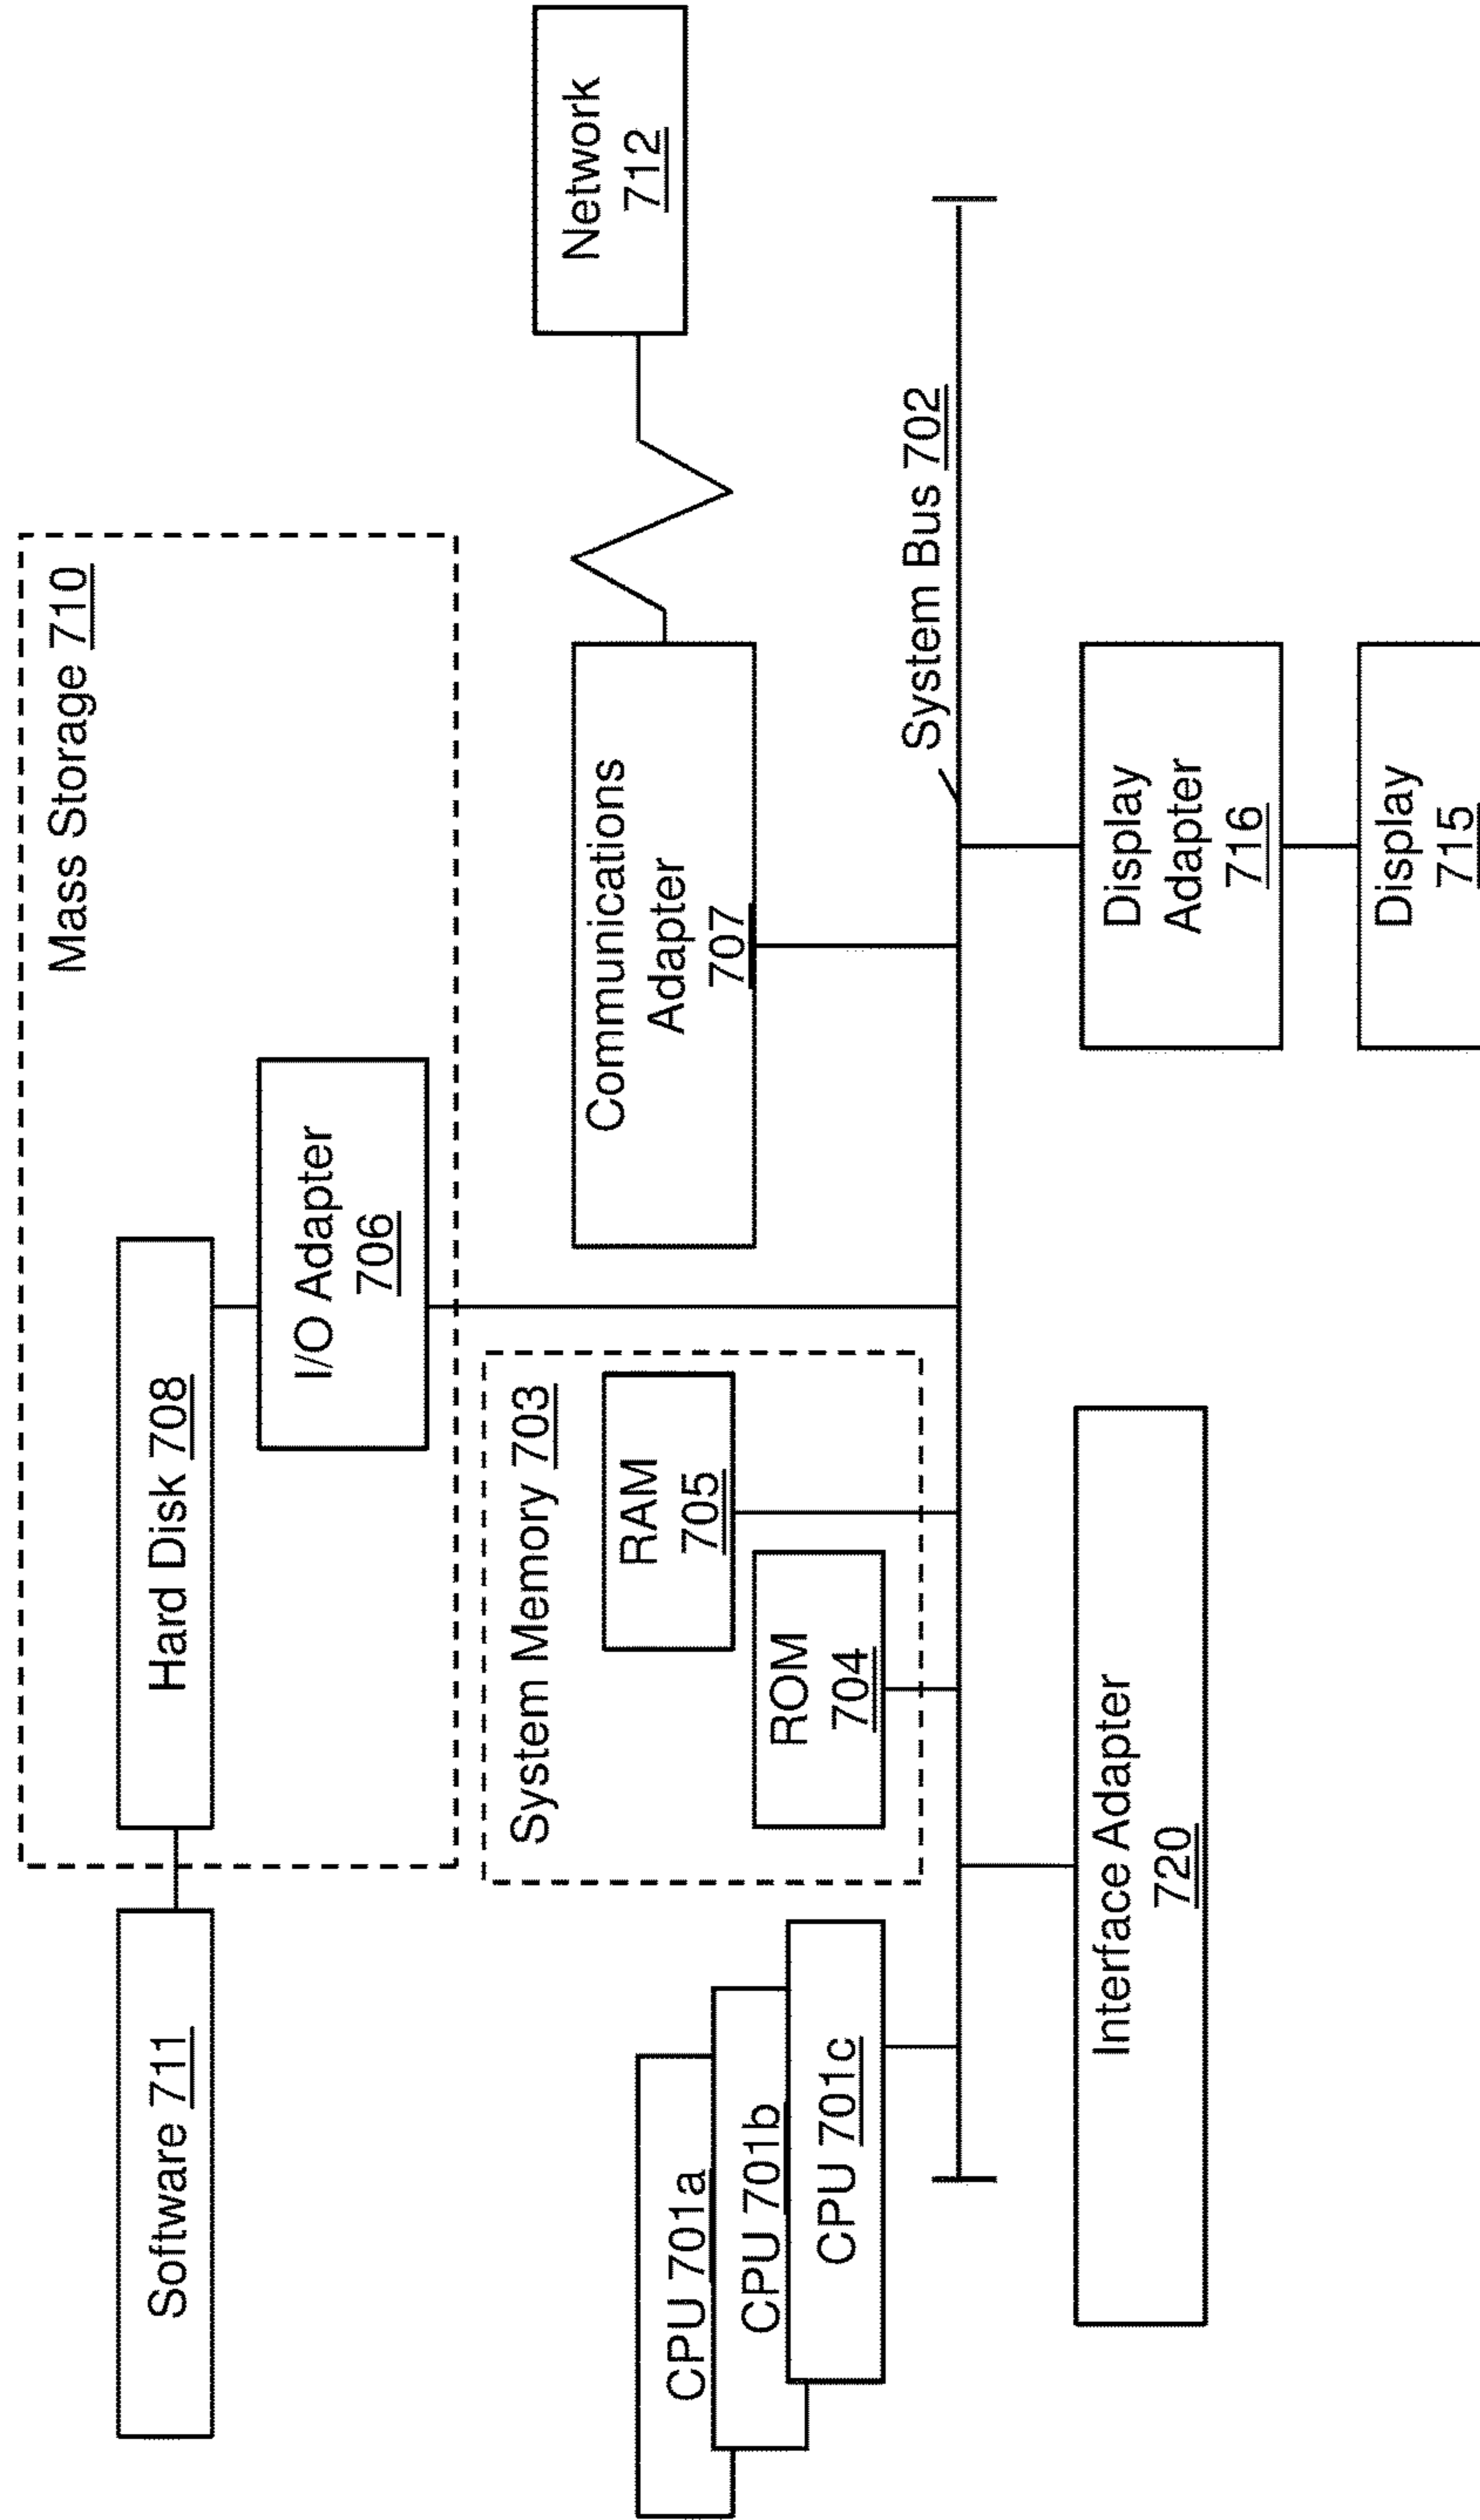 Mass Storage 710
Software 711
Hard Disk 708
I/O Adapter
706
Network
712
System Memory 703
Communications
Adapter
707
RAM
705
CPU 701a
CPU 701b
CPU 701c
ROM
704
System Bus 702
Interface Adapter
720
Display
Adapter
716
Display
715